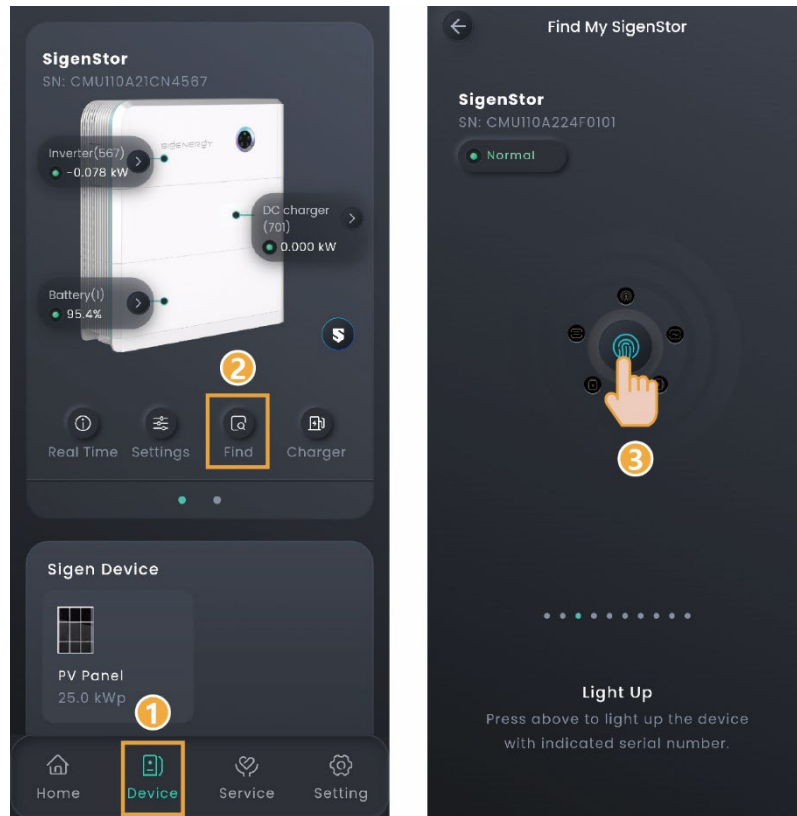 SigenStor
SN: CMU110A21CN4567
SIGENERGY
Inverter(567)
-0.078 kW
DC charger
(701)
0.000 kW
Battery(1)
95.4%
2
Real Time
Settings
Find
Charger
Sigen Device
PV Panel
25.0 kWp
1
Home
Device
Service
Setting
Find My SigenStor
SigenStor
SN: CMU110A224F0101
Normal
3
Light Up
Press above to light up the device
with indicated serial number.